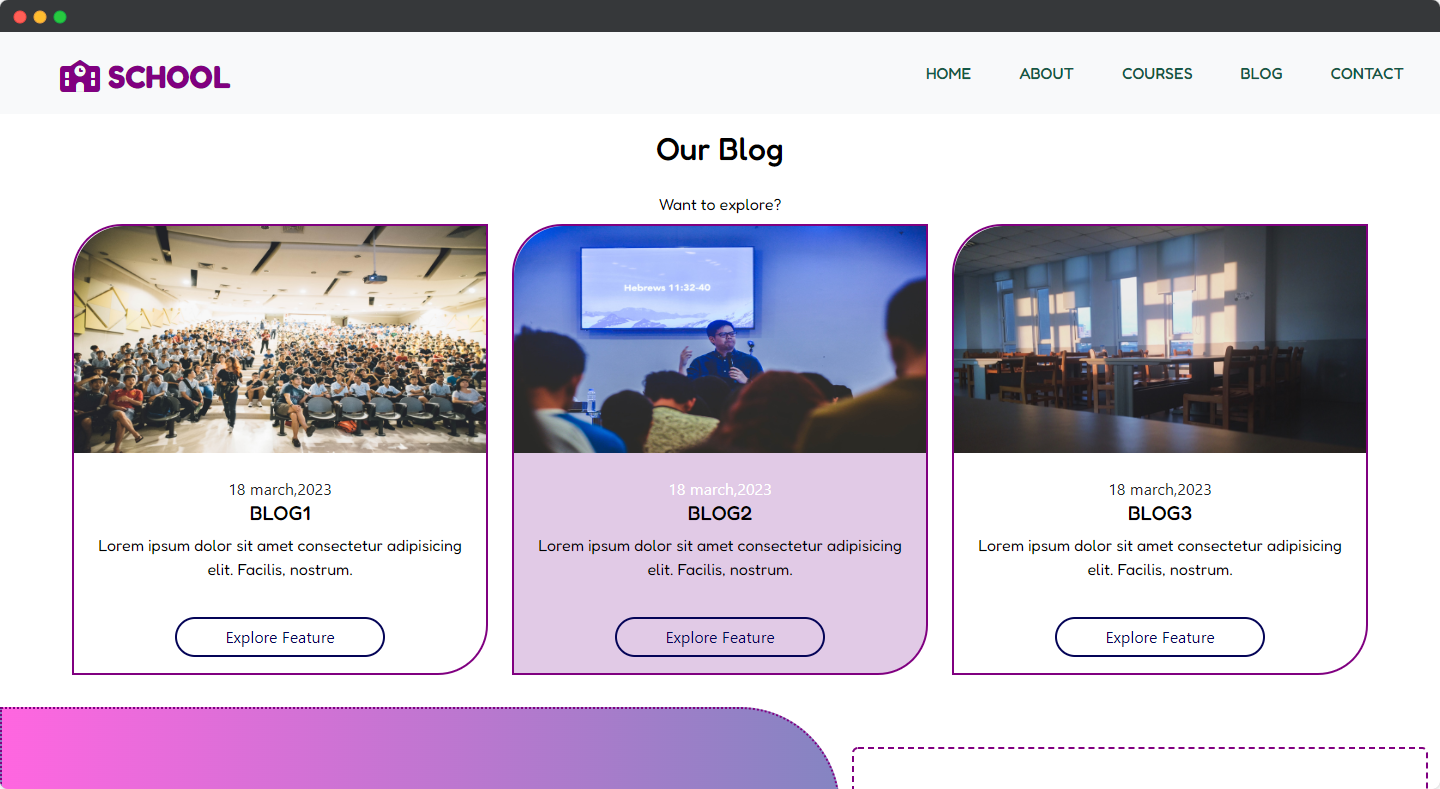 SCHOOL
HOME ABOUT COURSES BLOG CONTACT
Our Blog
Want to explore?
Hebrews 11:32-40
18 march,2023
BLOG1
Lorem ipsum dolor sit amet consectetur adipisicing
elit. Facilis, nostrum.
Explore Feature
18 march,2023
BLOG2
Lorem ipsum dolor sit amet consectetur adipisicing
elit. Facilis, nostrum.
Explore Feature
18 march,2023
BLOG3
Lorem ipsum dolor sit amet consectetur adipisicing
elit. Facilis, nostrum.
Explore Feature